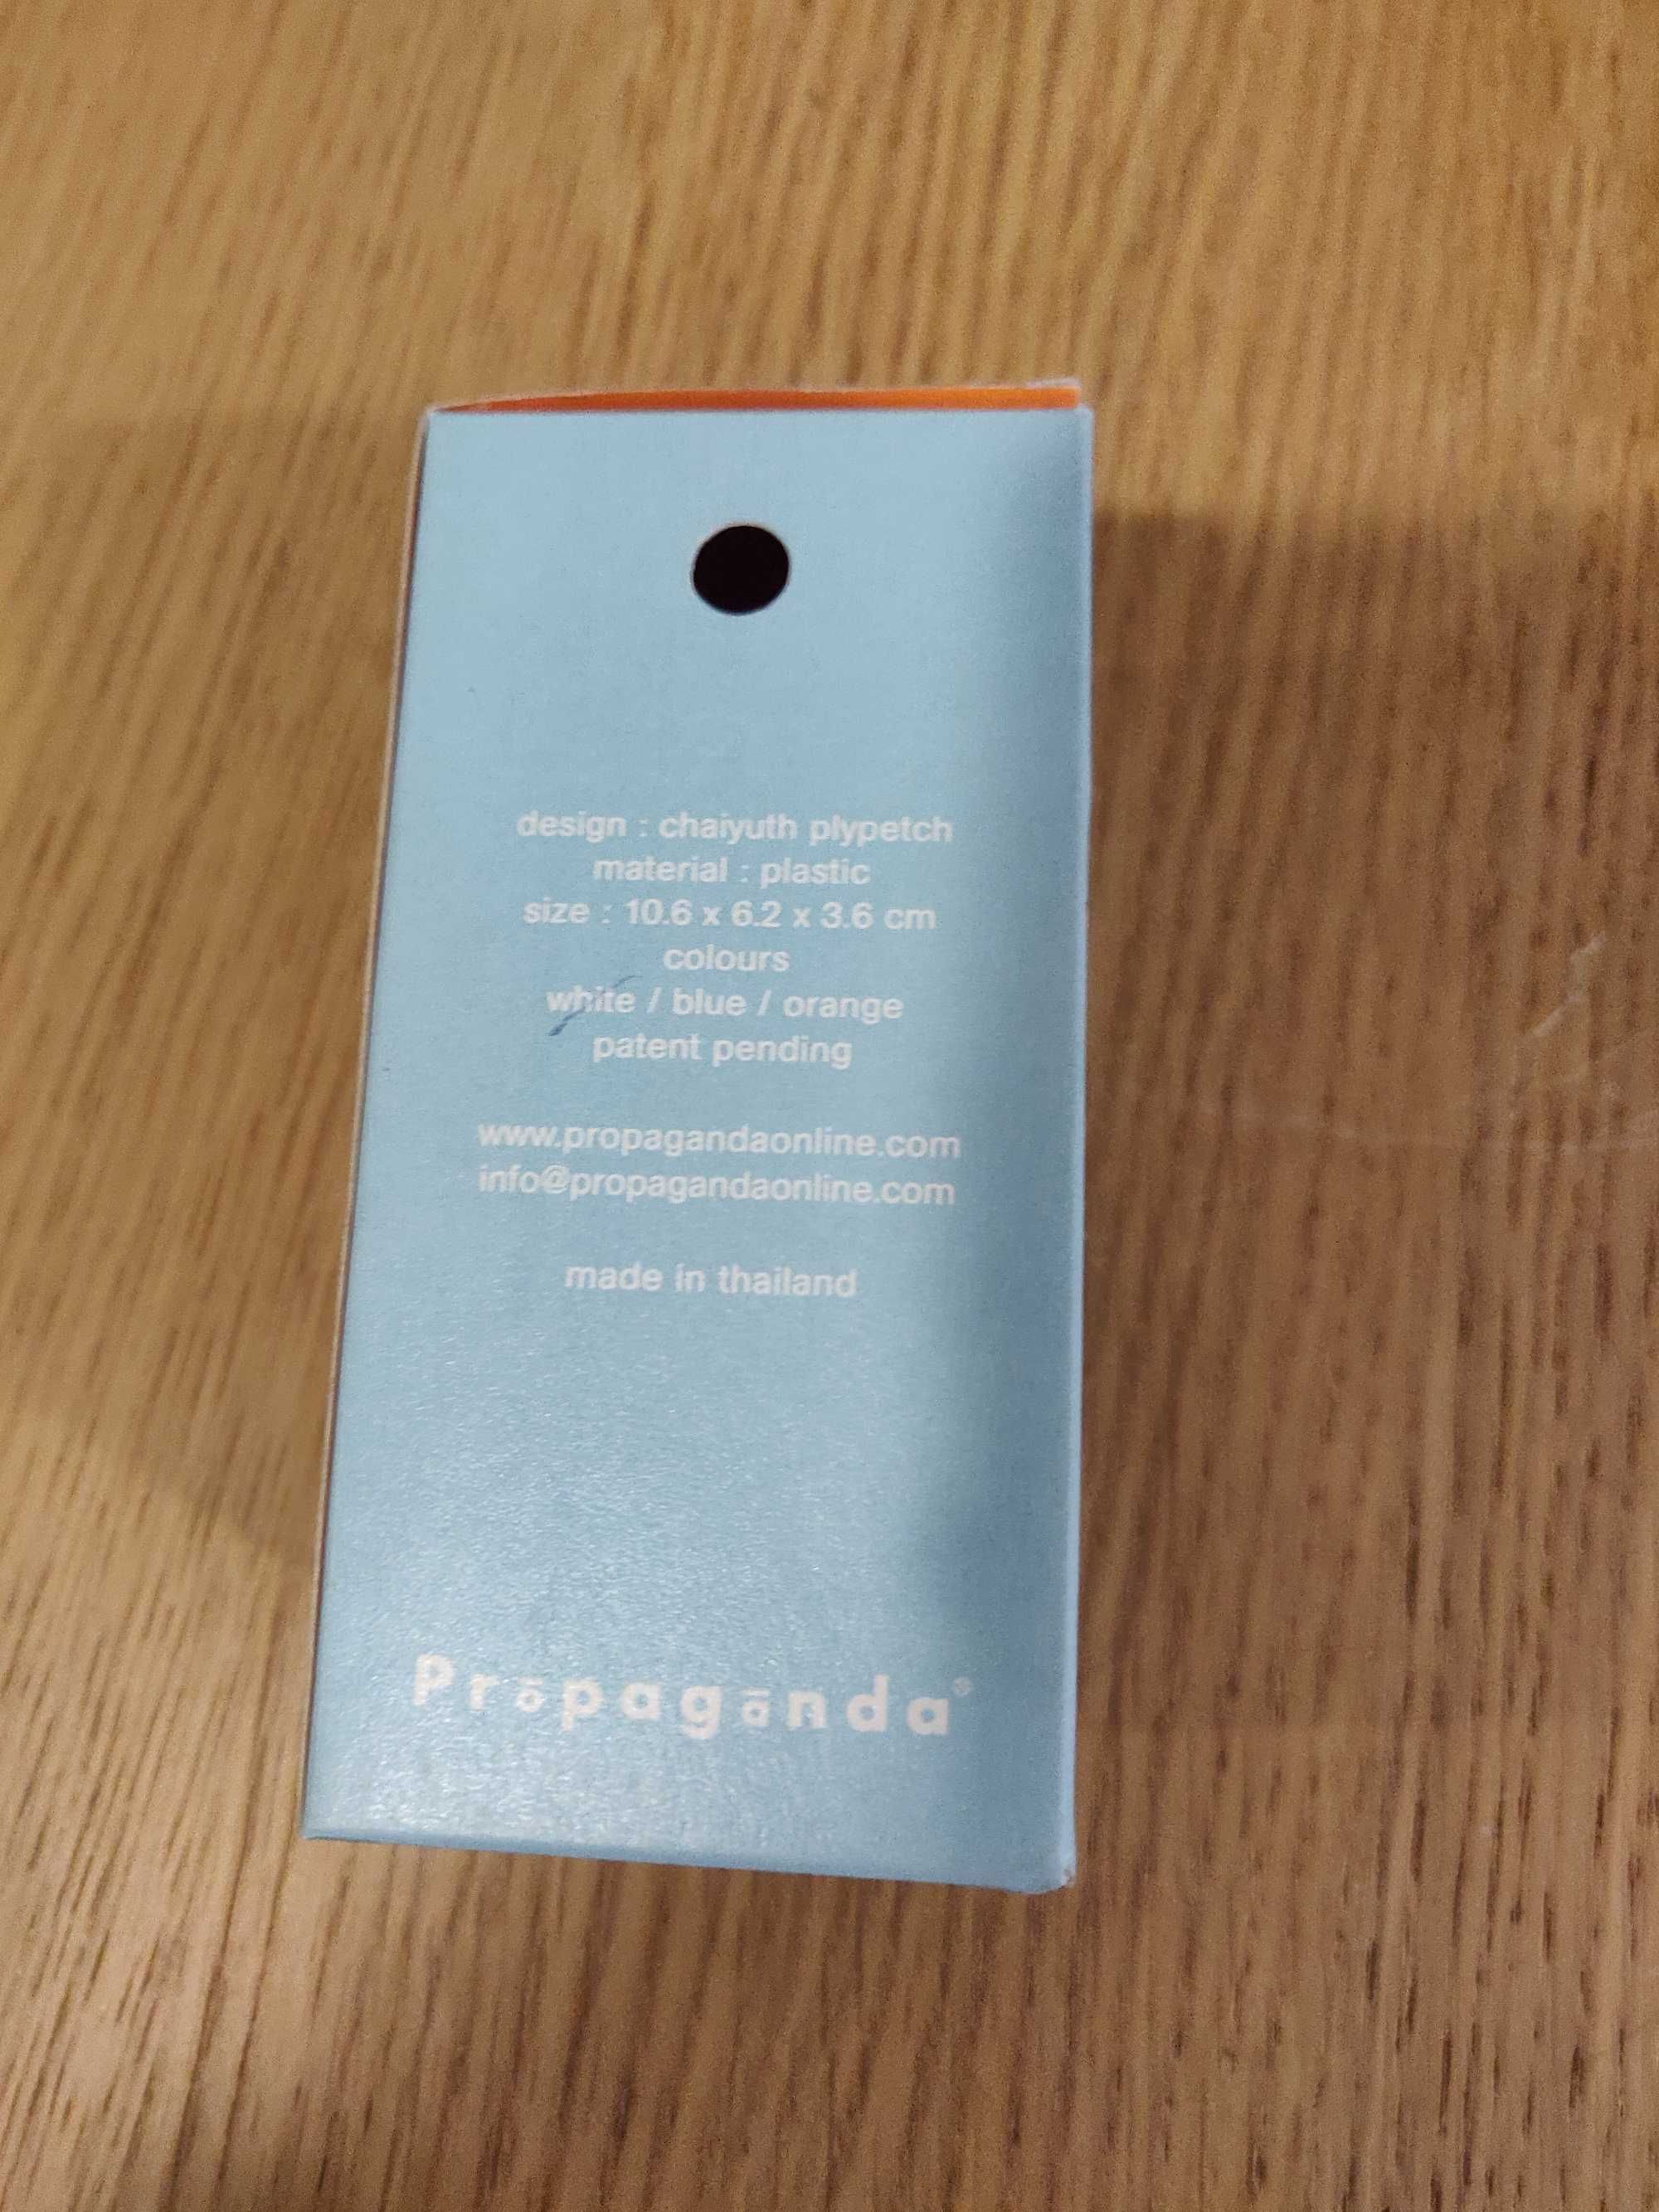 design : chaiyuth plypetch
material : plastic
size : 10.6 x 6.2 x 3.6 cm
colours
white / blue / orange
patent pending
www.propagandaonline.com
info@propagandaonline.com
made in thailand
Prōpagānda®